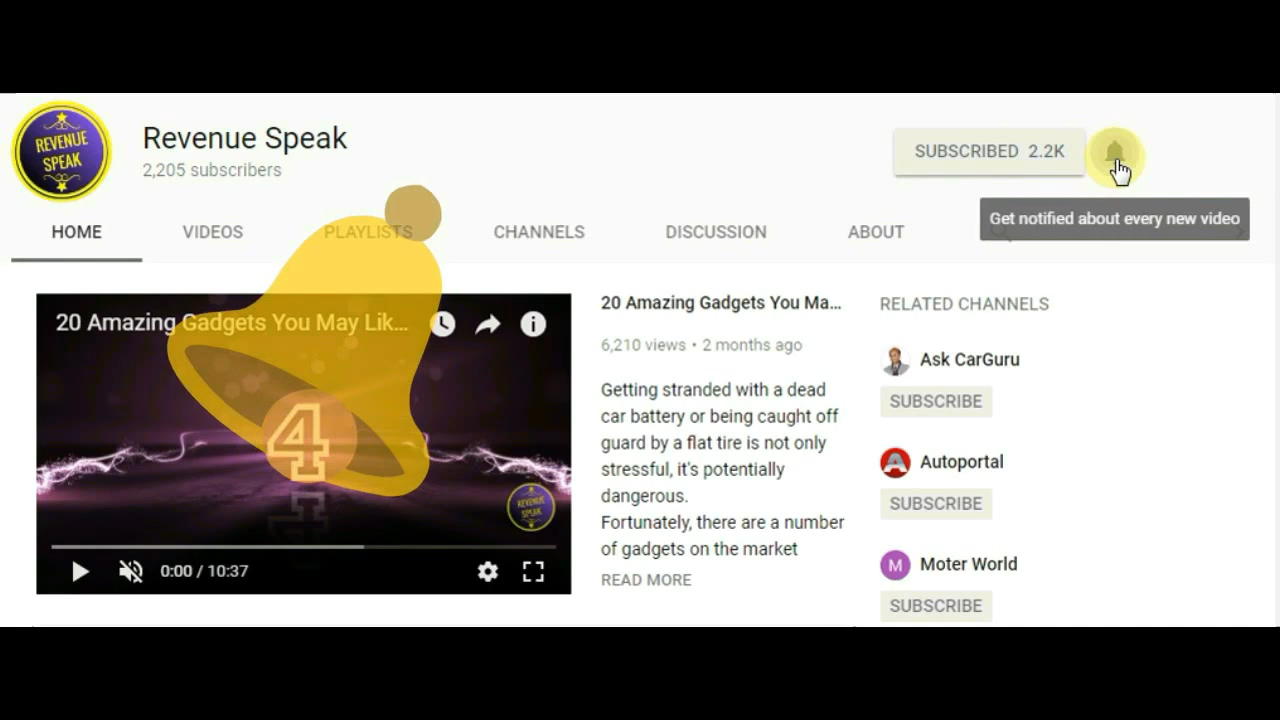 REVENUE
SPEAK
Revenue Speak
2,205 subscribers
SUBSCRIBED 2.2K
Get notified about every new video
HOME
VIDEOS
PLAYLISTS
CHANNELS
DISCUSSION
ABOUT
20 Amazing Gadgets You May Lik...
4
REVENUE
SPEAK
0:00 / 10:37
20 Amazing Gadgets You Ma...
6,210 views • 2 months ago
Getting stranded with a dead
car battery or being caught off
guard by a flat tire is not only
stressful, it's potentially
dangerous.
Fortunately, there are a number
of gadgets on the market
READ MORE
RELATED CHANNELS
Ask CarGuru
SUBSCRIBE
A
Autoportal
SUBSCRIBE
M
Moter World
SUBSCRIBE